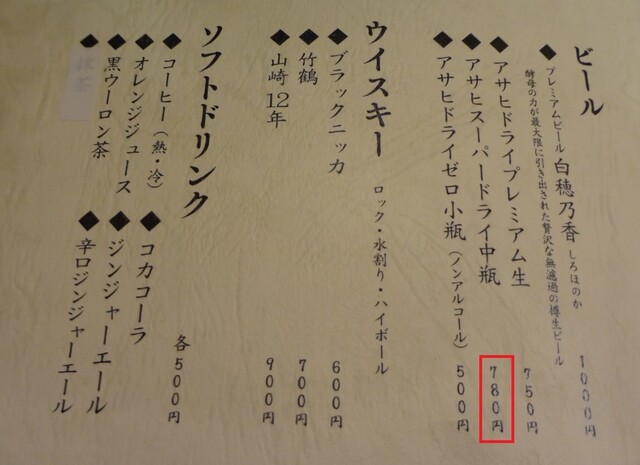 ビール
◆プレミアムビール 白穂乃香 しろほのか 1000円
酵母の力が最大限に引き出された贅沢な無濾過の樽生ビール
◆アサヒドライプレミアム生 750円
◆アサヒスーパードライ中瓶 780円
◆アサヒドライゼロ小瓶(ノンアルコール) 500円
ウイスキー ロック・水割り・ハイボール
◆ブラックニッカ 600円
◆竹鶴 700円
◆山崎12年 900円
ソフトドリンク 各500円
◆コーヒー(熱・冷)
◆オレンジジュース
◆黒ウーロン茶
◆抹茶
◆コカコーラ
◆ジンジャーエール
◆辛口ジンジャーエール